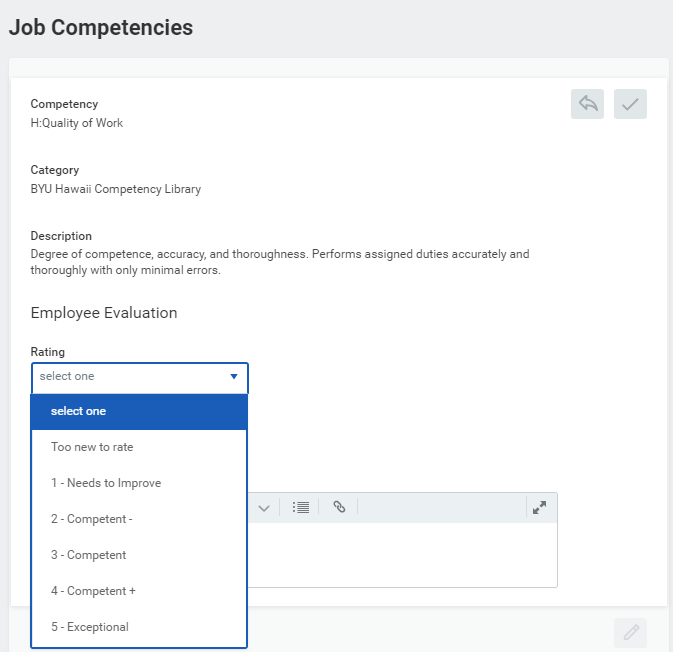 Job Competencies
Competency
H:Quality of Work
Category
BYU Hawaii Competency Library
Description
Degree of competence, accuracy, and thoroughness. Performs assigned duties accurately and
thoroughly with only minimal errors.
Employee Evaluation
Rating
select one
select one
Too new to rate
1 - Needs to Improve
2 - Competent -
3 - Competent
4 - Competent +
5 - Exceptional